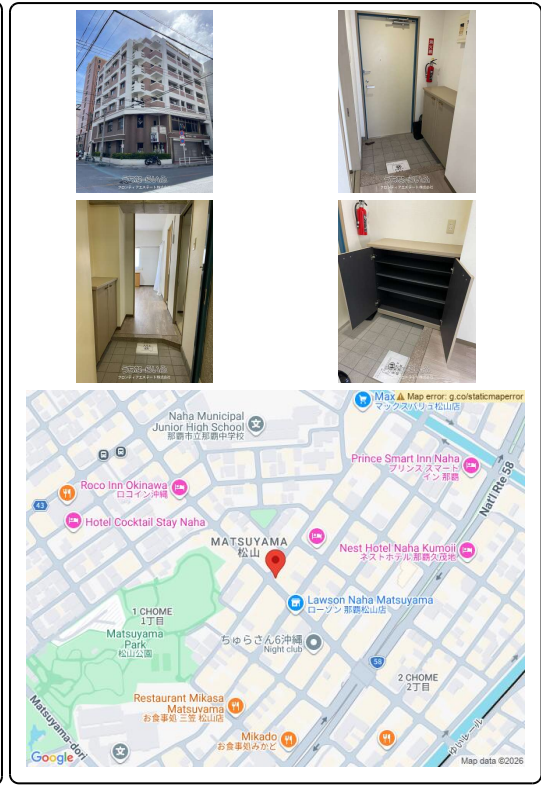 Max
マックスバリュ松山店
Map error: g.co/staticmaperror
Naha Municipal
Junior High School
那覇市立那覇中学校
Prince Smart Inn Naha
プリンス スマート
イン 那覇
Nat'l Rte 58
Roco Inn Okinawa
ロコイン沖縄
43
Hotel Cocktail Stay Naha
MATSUYAMA
松山
Nest Hotel Naha Kumoji
ネストホテル 那覇久茂地
Lawson Naha Matsuyama
ローソン 那覇松山店
1 CHOME
1丁目
Matsuyama
Park
松山公園
ちゅらさん6沖縄
Night club
58
2 CHOME
2丁目
Restaurant Mikasa
Matsuyama
お食事処 三笠 松山店
Matsuyama-dori
Mikado
お食事処みかど
ゆいレール
Google
Map data ©2026